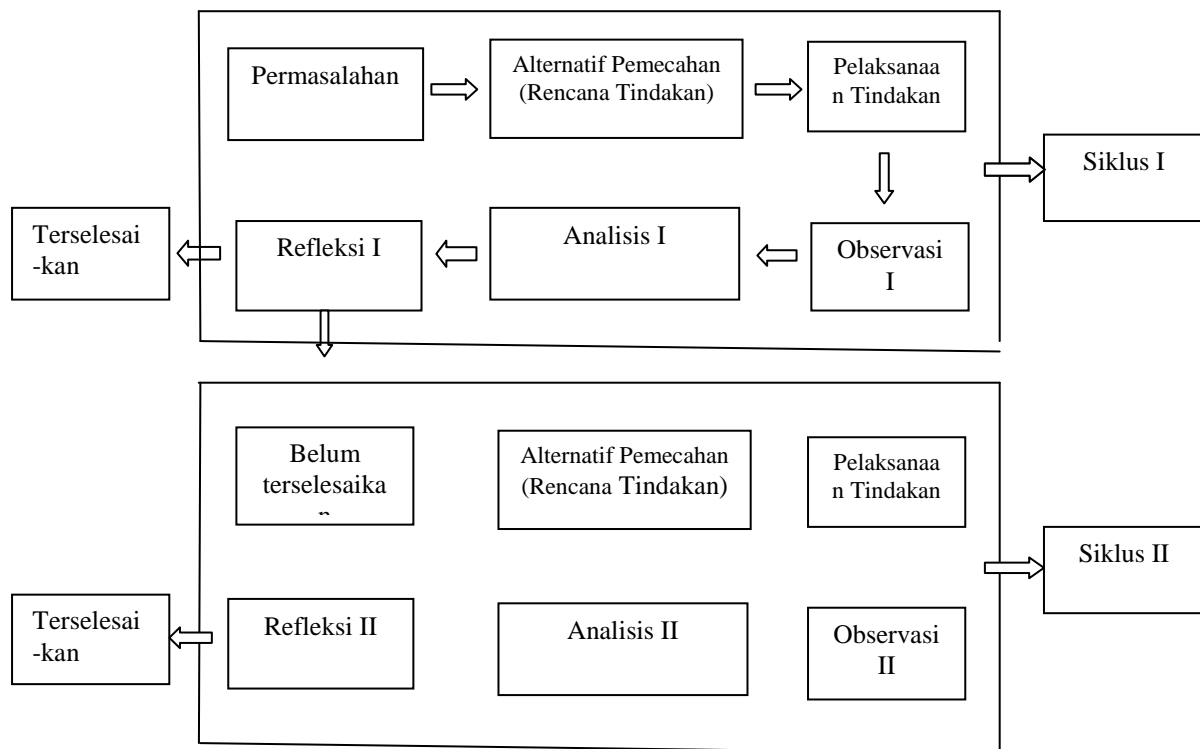 Permasalahan
Alternatif Pemecahan
(Rencana Tindakan)
Pelaksanaa
n Tindakan
Siklus I
Terselesai
-kan
Refleksi I
Analisis I
Observasi
I
Belum
terselesaika
n
Alternatif Pemecahan
(Rencana Tindakan)
Pelaksanaa
n Tindakan
Siklus II
Terselesai
-kan
Refleksi II
Analisis II
Observasi
II